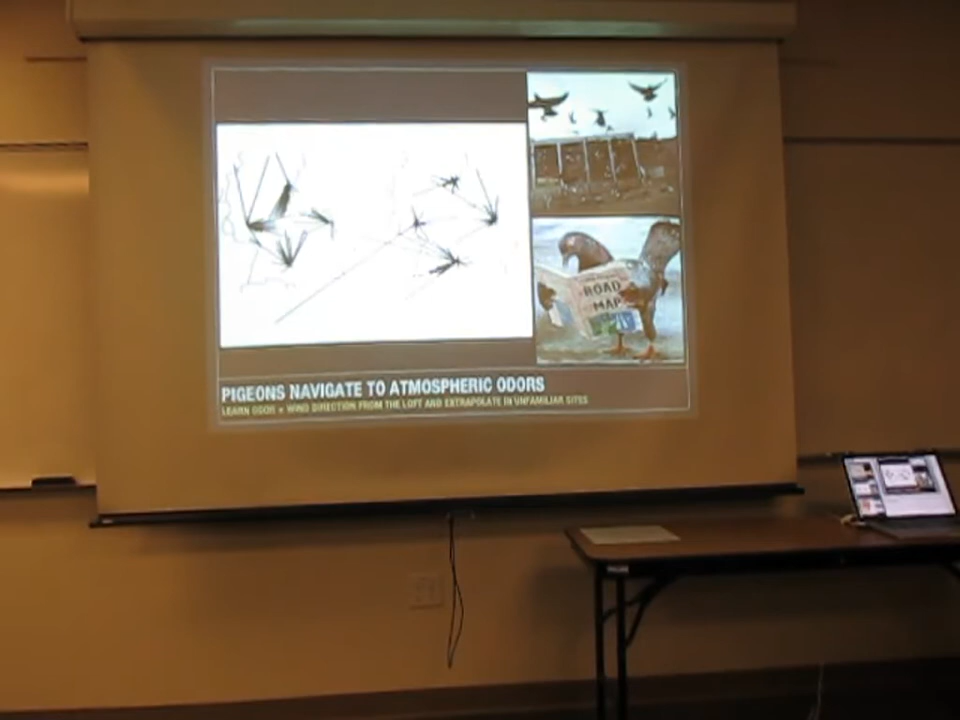 ROAD
MAP
PIGEONS NAVIGATE TO ATMOSPHERIC ODORS
LEARN ODOR + WIND DIRECTION FROM THE LOFT AND EXTRAPOLATE IN UNFAMILIAR SITES